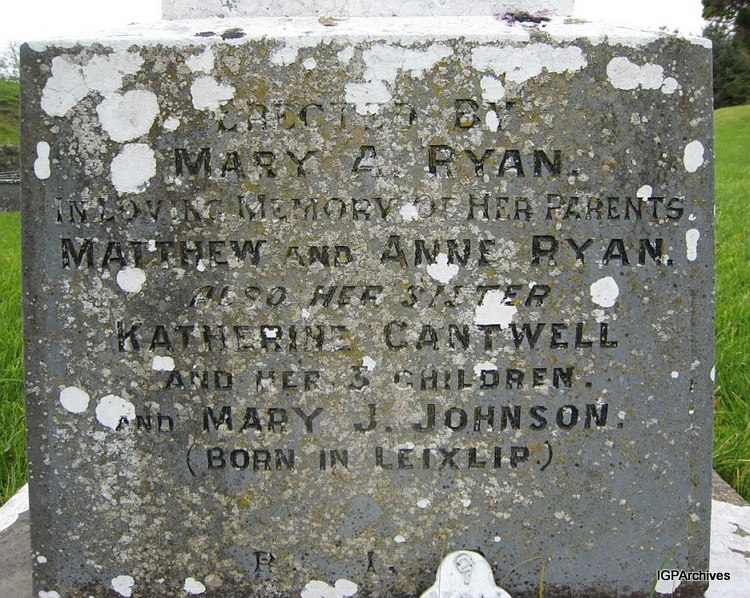 ERECTED BY
MARY A. RYAN.
IN LOVING MEMORY OF HER PARENTS
MATTHEW AND ANNE RYAN.
ALSO HER SISTER
KATHERINE CANTWELL
AND HER 3 CHILDREN.
AND MARY J. JOHNSON.
(BORN IN LEIXLIP.)
R. I. P.
IGPArchives